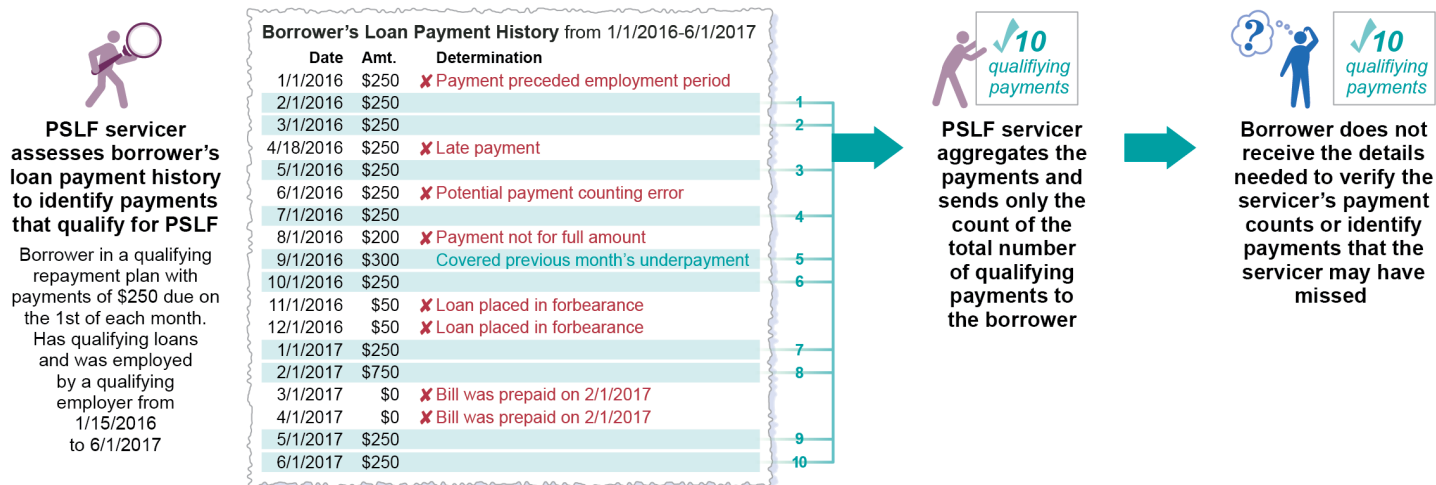 PSLF servicer
assesses borrower's
loan payment history
to identify payments
that qualify for PSLF
Borrower in a qualifying
repayment plan with
payments of $250 due on
the 1st of each month.
Has qualifying loans
and was employed
by a qualifying
employer from
1/15/2016
to 6/1/2017
Borrower's Loan Payment History from 1/1/2016-6/1/2017
Date Amt. Determination
1/1/2016 $250 ✘ Payment preceded employment period
2/1/2016 $250 1
3/1/2016 $250 2
4/18/2016 $250 ✘ Late payment
5/1/2016 $250 3
6/1/2016 $250 ✘ Potential payment counting error
7/1/2016 $250 4
8/1/2016 $200 ✘ Payment not for full amount
9/1/2016 $300 Covered previous month's underpayment 5
10/1/2016 $250 6
11/1/2016 $50 ✘ Loan placed in forbearance
12/1/2016 $50 ✘ Loan placed in forbearance
1/1/2017 $250 7
2/1/2017 $750 8
3/1/2017 $0 ✘ Bill was prepaid on 2/1/2017
4/1/2017 $0 ✘ Bill was prepaid on 2/1/2017
5/1/2017 $250 9
6/1/2017 $250 10
✓10
qualifiying
payments
PSLF servicer
aggregates the
payments and
sends only the
count of the
total number
of qualifying
payments to
the borrower
?
✓10
qualifiying
payments
Borrower does not
receive the details
needed to verify the
servicer's payment
counts or identify
payments that the
servicer may have
missed